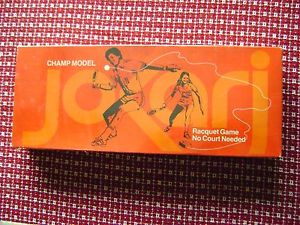 CHAMP MODEL
jokari
Racquet Game
No Court Needed